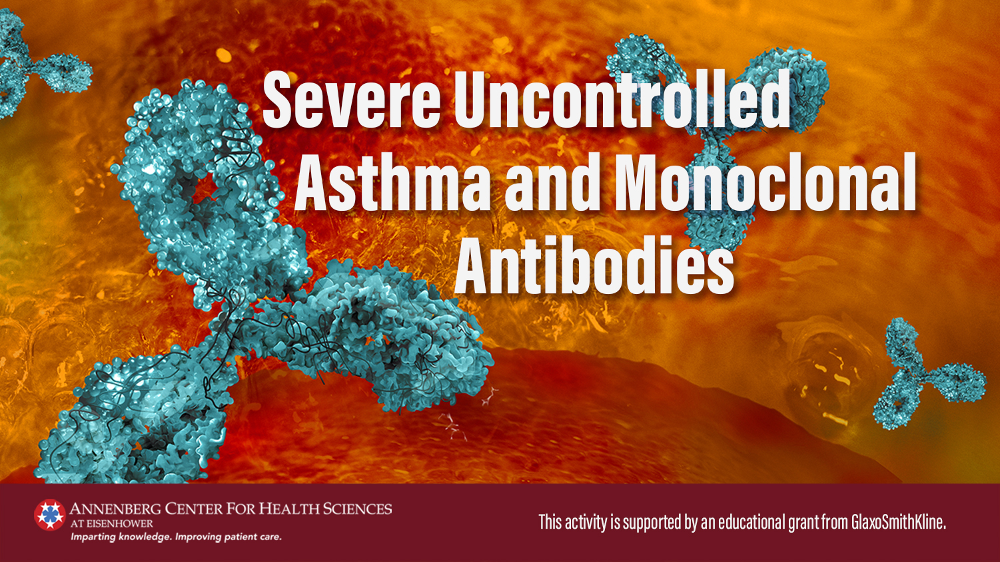 Severe Uncontrolled
Asthma and Monoclonal
Antibodies
ANNENBERG CENTER FOR HEALTH SCIENCES
AT EISENHOWER
Imparting knowledge. Improving patient care.
This activity is supported by an educational grant from GlaxoSmithKline.